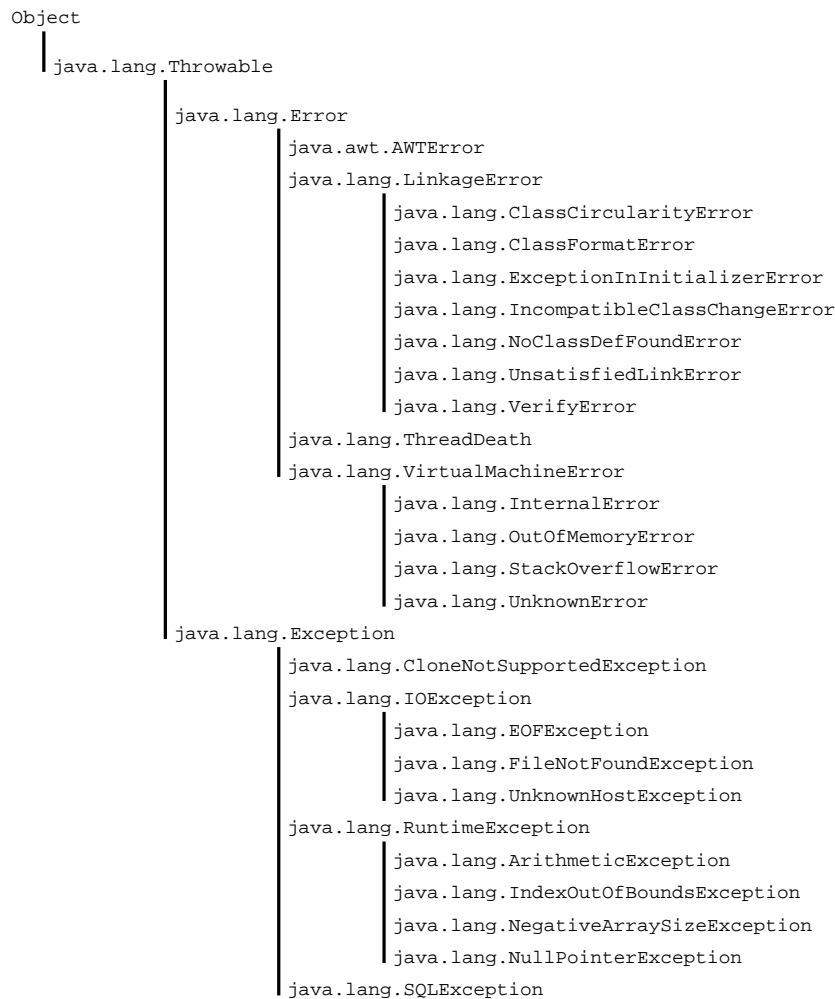 Object
java.lang.Throwable
java.lang.Error
java.awt.AWTError
java.lang.LinkageError
java.lang.ClassCircularityError
java.lang.ClassFormatError
java.lang.ExceptionInInitializerError
java.lang.IncompatibleClassChangeError
java.lang.NoClassDefFoundError
java.lang.UnsatisfiedLinkError
java.lang.VerifyError
java.lang.ThreadDeath
java.lang.VirtualMachineError
java.lang.InternalError
java.lang.OutOfMemoryError
java.lang.StackOverflowError
java.lang.UnknownError
java.lang.Exception
java.lang.CloneNotSupportedException
java.lang.IOException
java.lang.EOFException
java.lang.FileNotFoundException
java.lang.UnknownHostException
java.lang.RuntimeException
java.lang.ArithmeticException
java.lang.IndexOutOfBoundsException
java.lang.NegativeArraySizeException
java.lang.NullPointerException
java.lang.SQLException